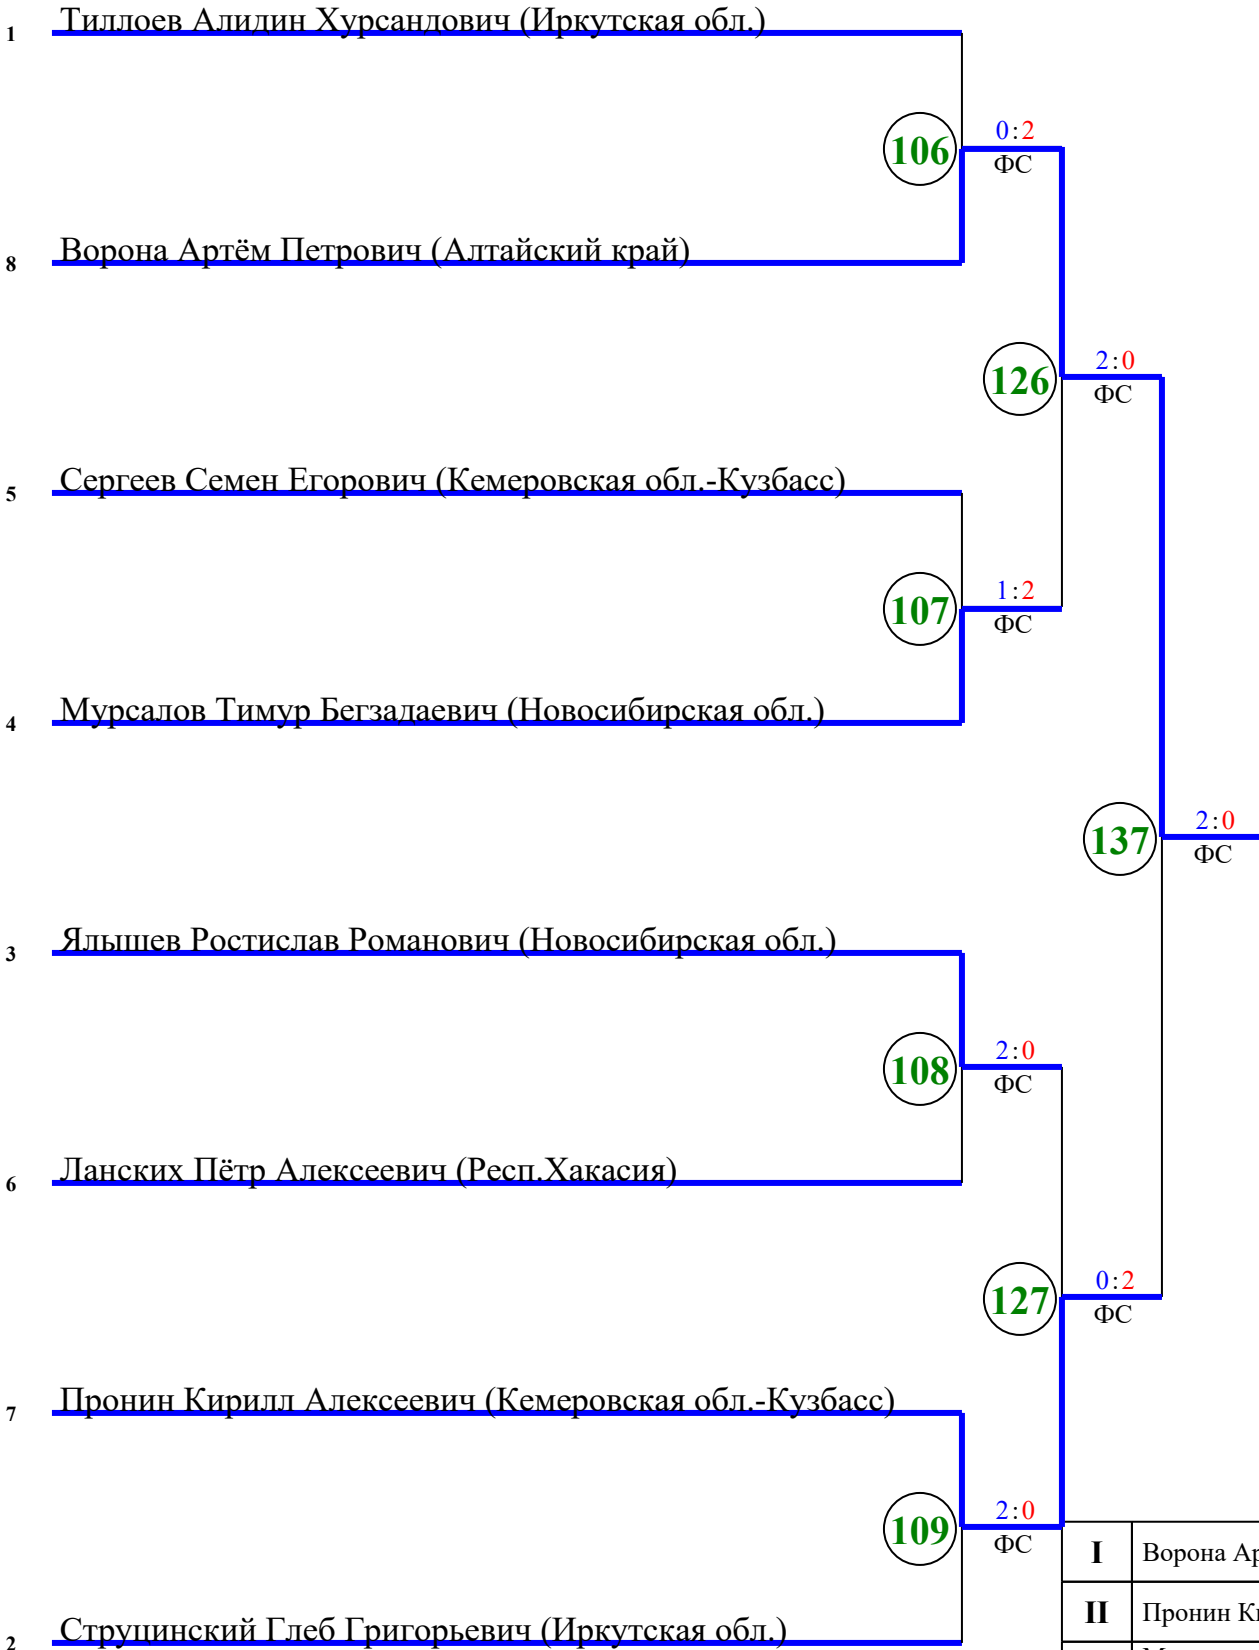 1 Тиллоев Алидин Хурсандович (Иркутская обл.)
106 0:2
ФС
8 Ворона Артём Петрович (Алтайский край)
126 2:0
ФС
5 Сергеев Семен Егорович (Кемеровская обл.-Кузбасс)
107 1:2
ФС
4 Мурсалов Тимур Бегзадаевич (Новосибирская обл.)
137 2:0
ФС
3 Ялышев Ростислав Романович (Новосибирская обл.)
108 2:0
ФС
6 Ланских Пётр Алексеевич (Респ.Хакасия)
127 0:2
ФС
7 Пронин Кирилл Алексеевич (Кемеровская обл.-Кузбасс)
109 2:0
ФС
I Ворона Ар
II Пронин Ки
2 Струцинский Глеб Григорьевич (Иркутская обл.)